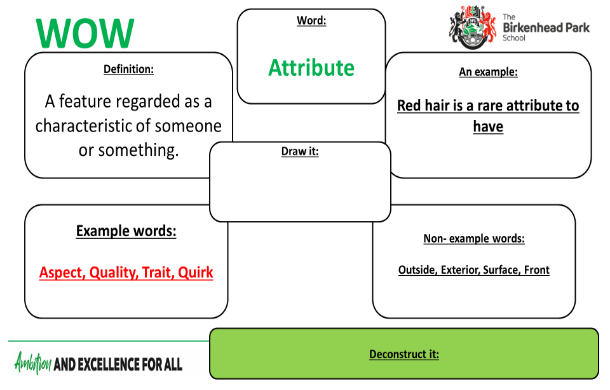 WOW
Word:
Attribute
The
Birkenhead Park
School
Definition:
A feature regarded as a
characteristic of someone
or something.
An example:
Red hair is a rare attribute to
have
Draw it:
Example words:
Aspect, Quality, Trait, Quirk
Non- example words:
Outside, Exterior, Surface, Front
Ambition AND EXCELLENCE FOR ALL
Deconstruct it: